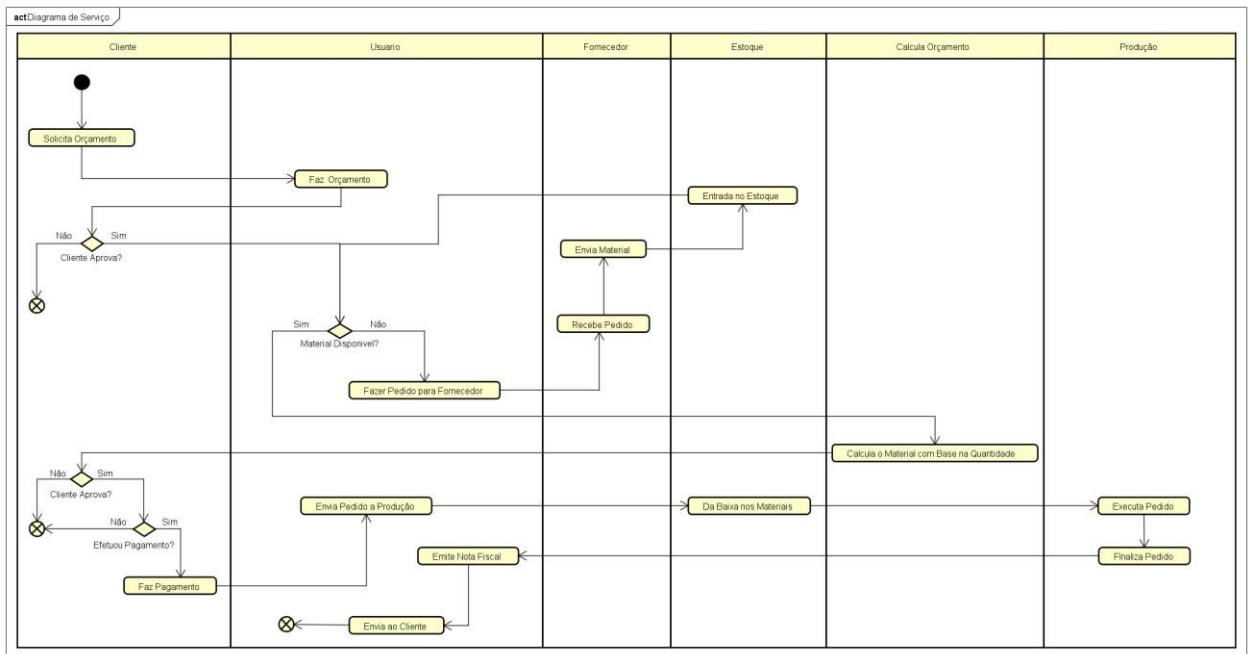 act Diagrama de Serviço
Cliente
Usuario
Fornecedor
Estoque
Calcula Orçamento
Produção
Solicita Orçamento
Faz Orçamento
Entrada no Estoque
Não
Sim
Cliente Aprova?
Envia Material
Sim
Não
Material Disponivel?
Recebe Pedido
Fazer Pedido para Fornecedor
Calcula o Material com Base na Quantidade
Não
Sim
Cliente Aprova?
Envia Pedido a Produção
Da Baixa nos Materiais
Executa Pedido
Não
Sim
Efetuou Pagamento?
Emite Nota Fiscal
FInaliza Pedido
Faz Pagamento
Envia ao Cliente